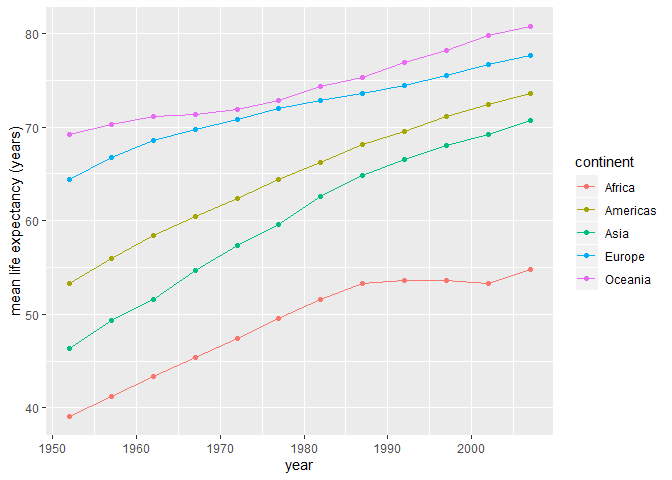 80
70
60
50
40
mean life expectancy (years)
1950 1960 1970 1980 1990 2000
year
continent
Africa
Americas
Asia
Europe
Oceania